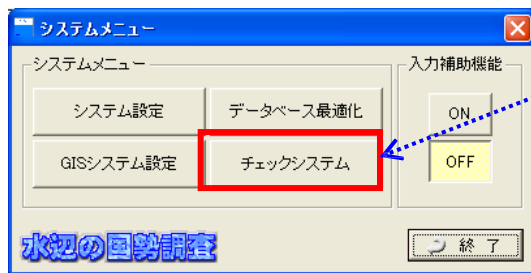 システムメニュー
システムメニュー
入力補助機能
システム設定
データベース最適化
ON
GISシステム設定
チェックシステム
OFF
水辺の国勢調査
終 了